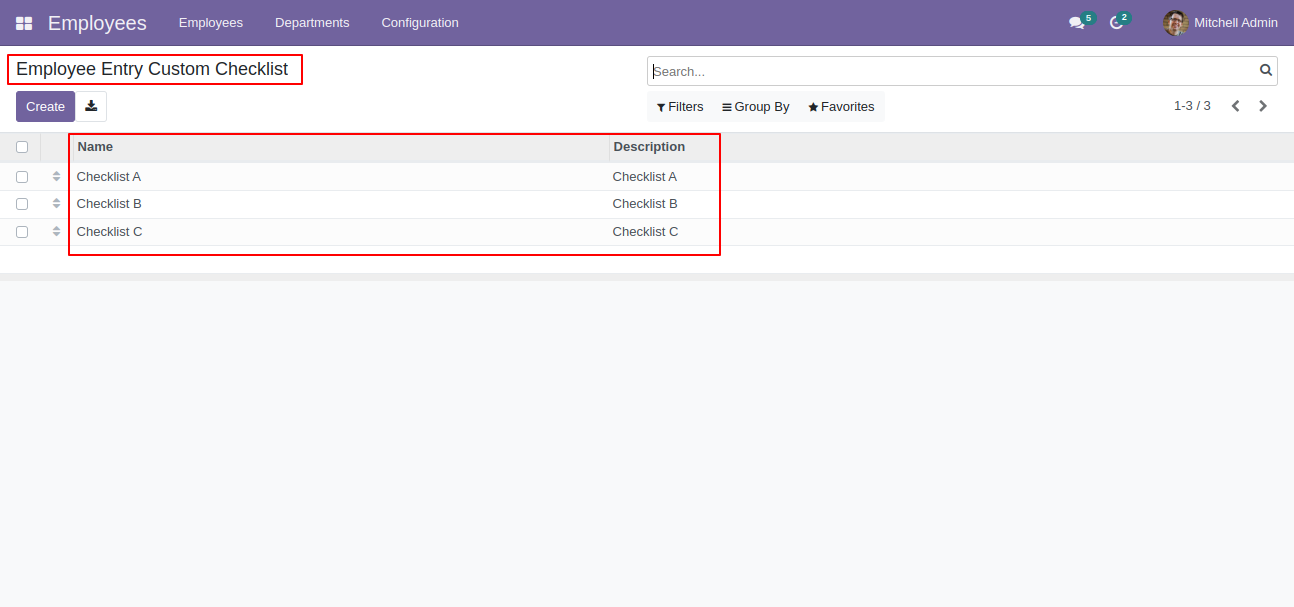 Employees Employees Departments Configuration 5 2 Mitchell Admin
Employee Entry Custom Checklist
Search...
Create Filters Group By Favorites 1-3 / 3
Name Description
Checklist A Checklist A
Checklist B Checklist B
Checklist C Checklist C